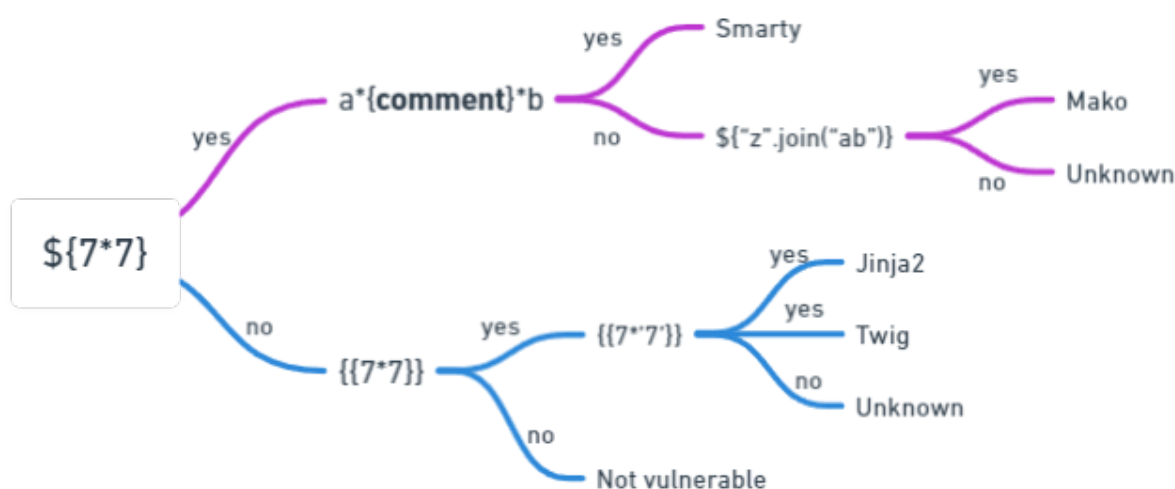 yes
Smarty
yes
a*{comment}*b
yes
Mako
no
${"z".join("ab")}
no
Unknown
yes
${7*7}
no
{{7*7}}
yes
{{7*'7'}}
yes
Jinja2
yes
Twig
no
Unknown
no
Not vulnerable